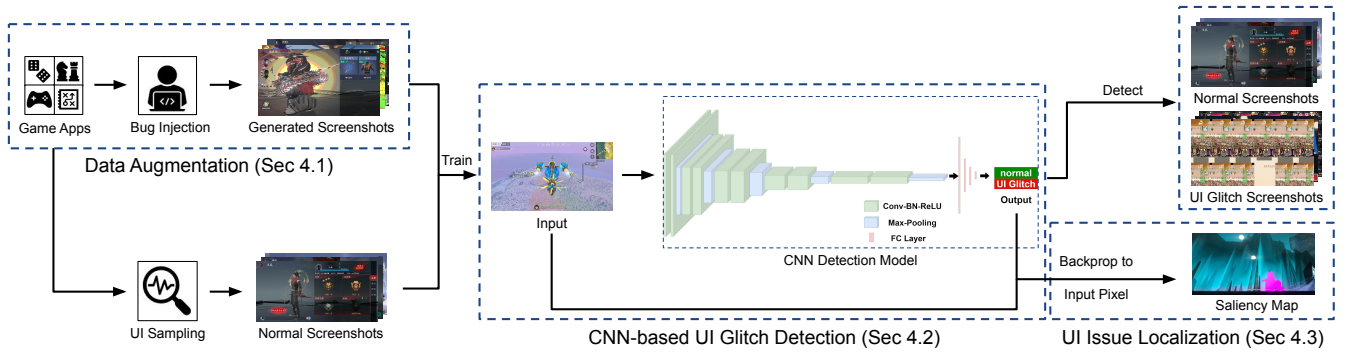 Game Apps
Bug Injection
Generated Screenshots
Data Augmentation (Sec 4.1)
UI Sampling
Normal Screenshots
Train
Input
Conv-BN-ReLU
Max-Pooling
FC Layer
normal
UI Glitch
Output
CNN Detection Model
CNN-based UI Glitch Detection (Sec 4.2)
Detect
Normal Screenshots
UI Glitch Screenshots
Backprop to
Input Pixel
Saliency Map
UI Issue Localization (Sec 4.3)